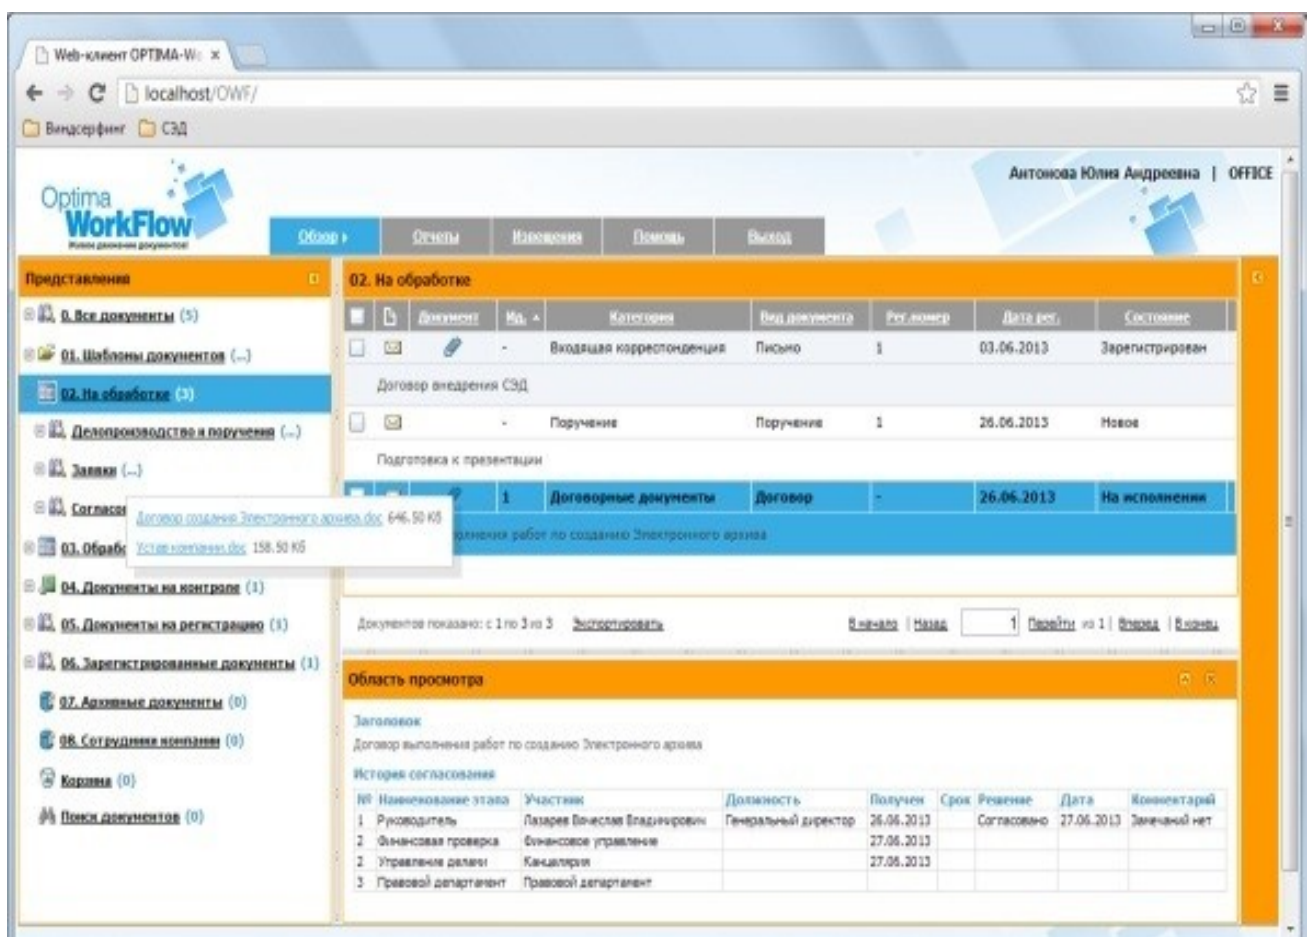 Web-клиент OPTIMA-Wo
localhost/OWF/
Виндсерфинг СЭД
Антонова Юлия Андреевна | OFFICE
Optima
WorkFlow
Обзор Отчеты Извещения Помощь Выход
Представления
0. Все документы (5)
01. Шаблоны документов (...)
02. На обработке (3)
Делопроизводство и поручения (...)
Заявки (...)
Согласов
03. Обрабо
04. Документы на контроле (1)
05. Документы на регистрацию (1)
06. Зарегистрированные документы (1)
07. Архивные документы (0)
08. Сотрудники компании (0)
Корзина (0)
Поиск документов (0)
Договор создания Электронного архива.doc 646.50 Кб
Устав компании.doc 158.50 Кб
02. На обработке
Документ Ид. Категория Вид документа Рег.номер Дата рег. Состояние
- Входящая корреспонденция Письмо 1 03.06.2013 Зарегистрирован
Договор внедрения СЭД
- Поручение Поручение 1 26.06.2013 Новое
Подготовка к презентации
1 Договорные документы Договор - 26.06.2013 На исполнении
олнения работ по созданию Электронного архива
Документов показано: с 1 по 3 из 3 Экспортировать В начало | Назад 1 Перейти из 1 | Вперед | В конец
Область просмотра
Заголовок
Договор выполнения работ по созданию Электронного архива
История согласования
№ Наименование этапа Участник Должность Получен Срок Решение Дата Комментарий
1 Руководитель Лазарев Вячеслав Владимирович Генеральный директор 26.06.2013 Согласовано 27.06.2013 Замечаний нет
2 Финансовая проверка Финансовое управление 27.06.2013
2 Управление делами Канцелярия 27.06.2013
3 Правовой департамент Правовой департамент